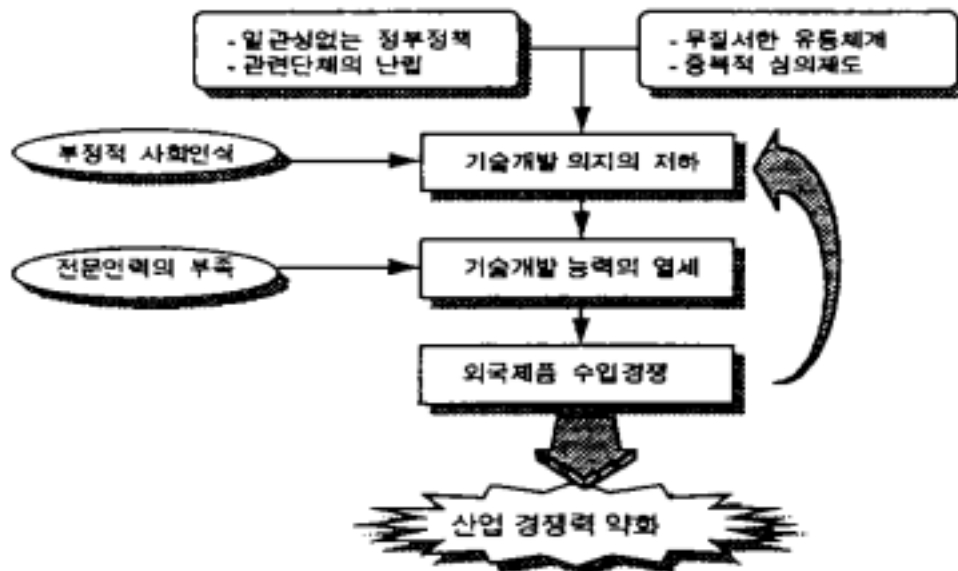 - 일관성없는 정부정책
- 관련단체의 난립
- 무질서한 유통체계
- 중복적 심의제도
부정적 사회인식
기술개발 의지의 저하
전문인력의 부족
기술개발 능력의 열세
외국제품 수입경쟁
산업 경쟁력 약화